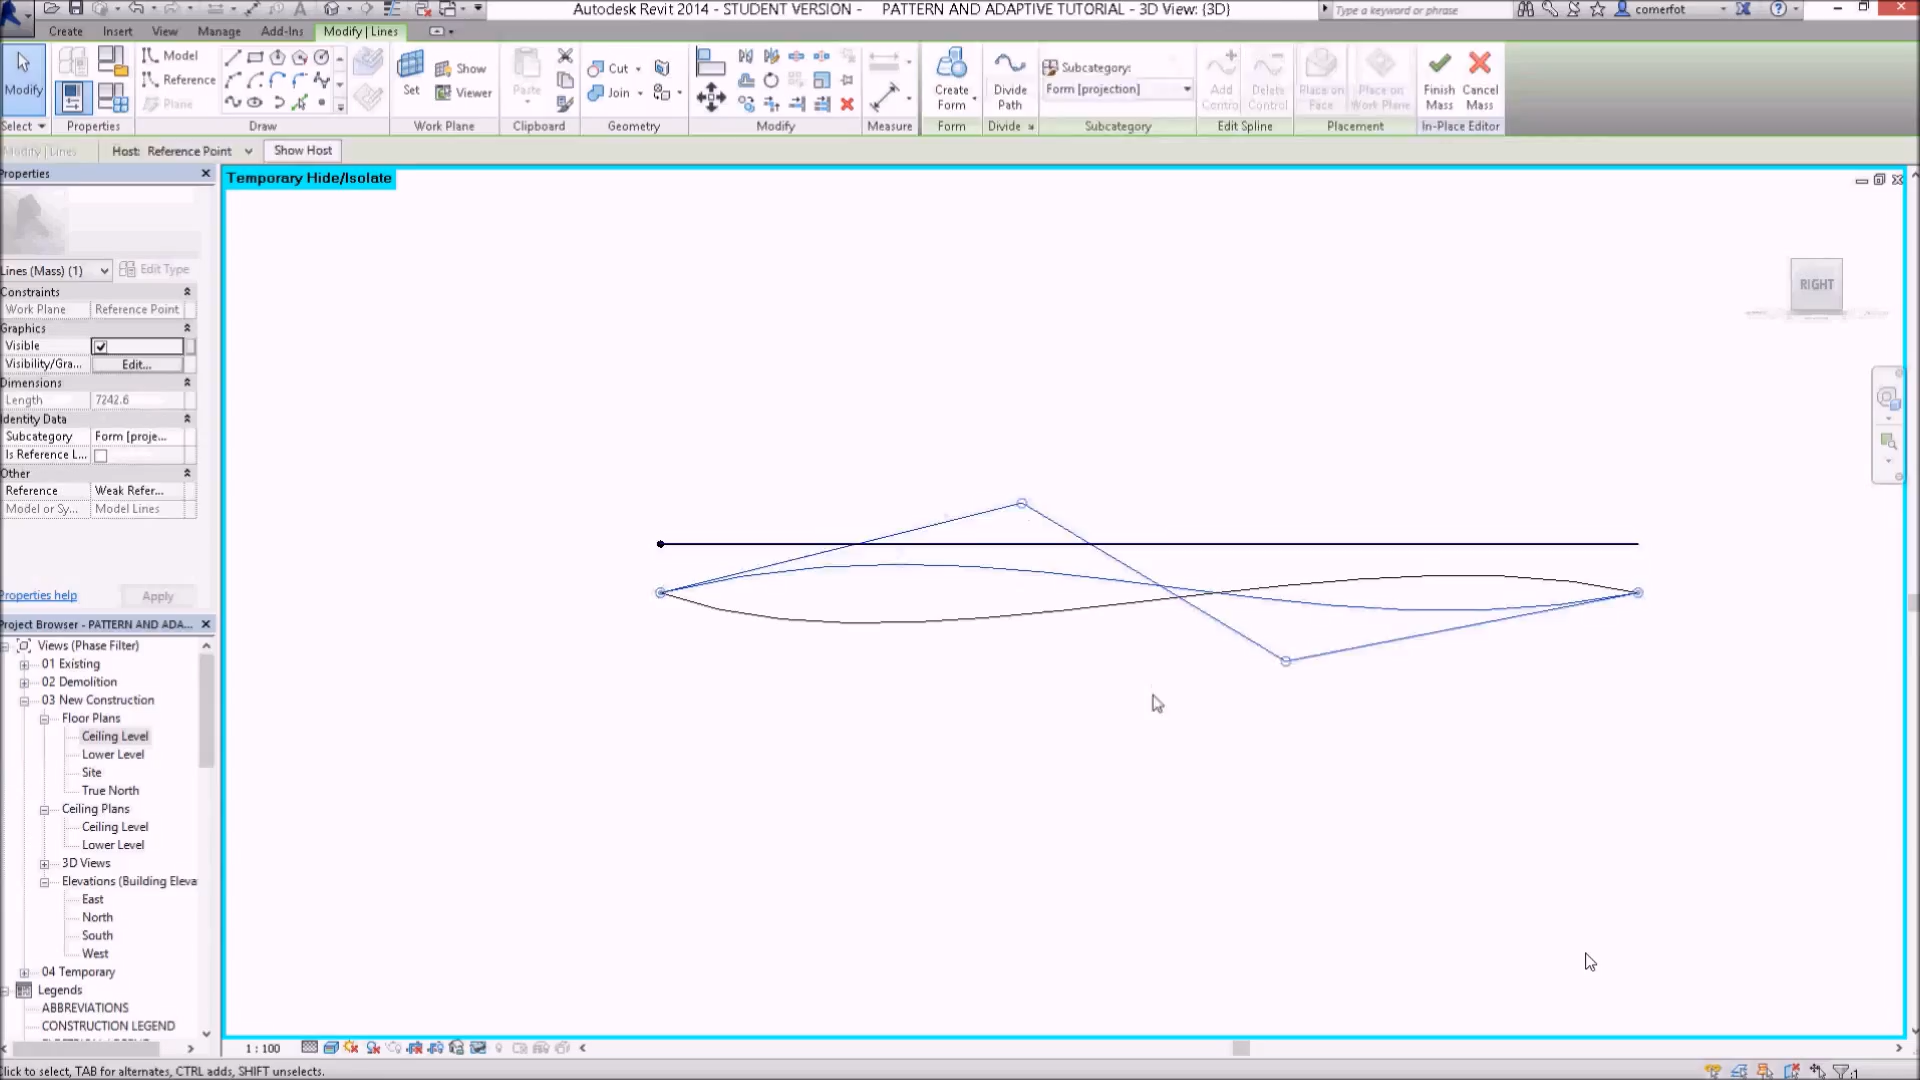 Autodesk Revit 2014 - STUDENT VERSION - PATTERN AND ADAPTIVE TUTORIAL - 3D View: {3D}
Type a keyword or phrase
comerfot
Create
Insert
View
Manage
Add-Ins
Modify | Lines
Modify
Model
Reference
Plane
Set
Show
Viewer
Paste
Cut
Join
Create Form
Divide Path
Subcategory:
Form [projection]
Add Contro
Delete Control
Place on Face
Place on Work Plane
Finish Mass
Cancel Mass
Select
Properties
Draw
Work Plane
Clipboard
Geometry
Modify
Measure
Form
Divide
Subcategory
Edit Spline
Placement
In-Place Editor
Modify | Lines
Host: Reference Point
Show Host
Properties
Temporary Hide/Isolate
RIGHT
Lines (Mass) (1)
Edit Type
Constraints
Work Plane Reference Point
Graphics
Visible
Visibility/Gra... Edit...
Dimensions
Length 7242.6
Identity Data
Subcategory Form [proje...
Is Reference L...
Other
Reference Weak Refer...
Model or Sy... Model Lines
Properties help
Apply
Project Browser - PATTERN AND ADA...
Views (Phase Filter)
01 Existing
02 Demolition
03 New Construction
Floor Plans
Ceiling Level
Lower Level
Site
True North
Ceiling Plans
Ceiling Level
Lower Level
3D Views
Elevations (Building Eleva
East
North
South
West
04 Temporary
Legends
ABBREVIATIONS
CONSTRUCTION LEGEND
1 : 100
Click to select, TAB for alternates, CTRL adds, SHIFT unselects.
:1